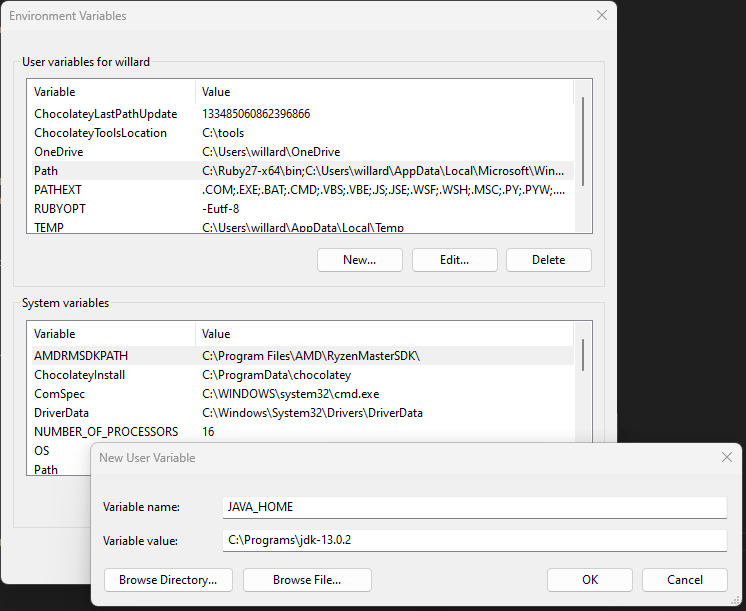 Environment Variables
User variables for willard
Variable Value
ChocolateyLastPathUpdate 133485060862396866
ChocolateyToolsLocation C:\tools
OneDrive C:\Users\willard\OneDrive
Path C:\Ruby27-x64\bin;C:\Users\willard\AppData\Local\Microsoft\Win...
PATHEXT .COM;.EXE;.BAT;.CMD;.VBS;.VBE;.JS;.JSE;.WSF;.WSH;.MSC;.PY;.PYW;....
RUBYOPT -Eutf-8
TEMP C:\Users\willard\AppData\Local\Temp
New... Edit... Delete
System variables
Variable Value
AMDRMSDKPATH C:\Program Files\AMD\RyzenMasterSDK\
ChocolateyInstall C:\ProgramData\chocolatey
ComSpec C:\WINDOWS\system32\cmd.exe
DriverData C:\Windows\System32\Drivers\DriverData
NUMBER_OF_PROCESSORS 16
OS
Path
New User Variable
Variable name: JAVA_HOME
Variable value: C:\Programs\jdk-13.0.2
Browse Directory... Browse File... OK Cancel